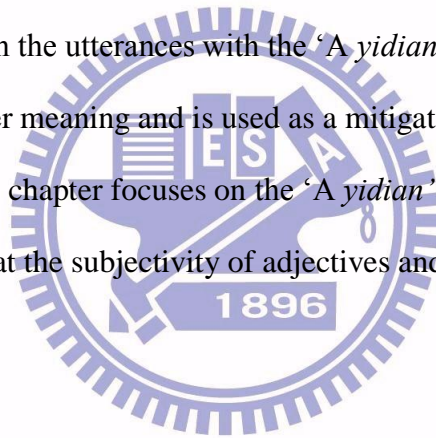 n the utterances with the ‘A yidian
er meaning and is used as a mitigat
E S A
chapter focuses on the ‘A yidian’
at the subjectivity of adjectives and
1896